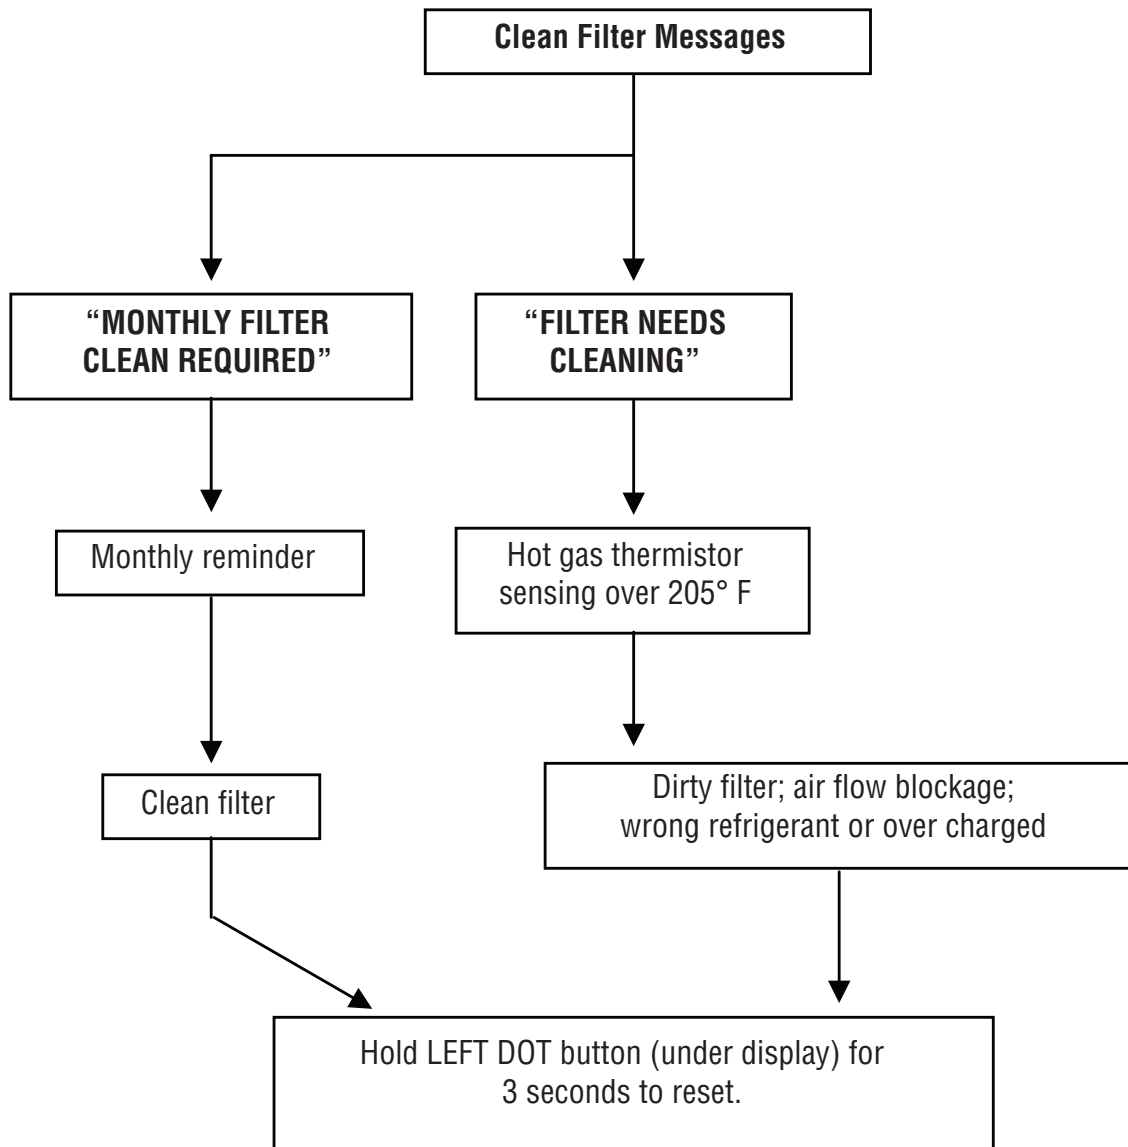 Clean Filter Messages
“MONTHLY FILTER
CLEAN REQUIRED”
“FILTER NEEDS
CLEANING”
Monthly reminder
Hot gas thermistor
sensing over 205° F
Clean filter
Dirty filter; air flow blockage;
wrong refrigerant or over charged
Hold LEFT DOT button (under display) for
3 seconds to reset.